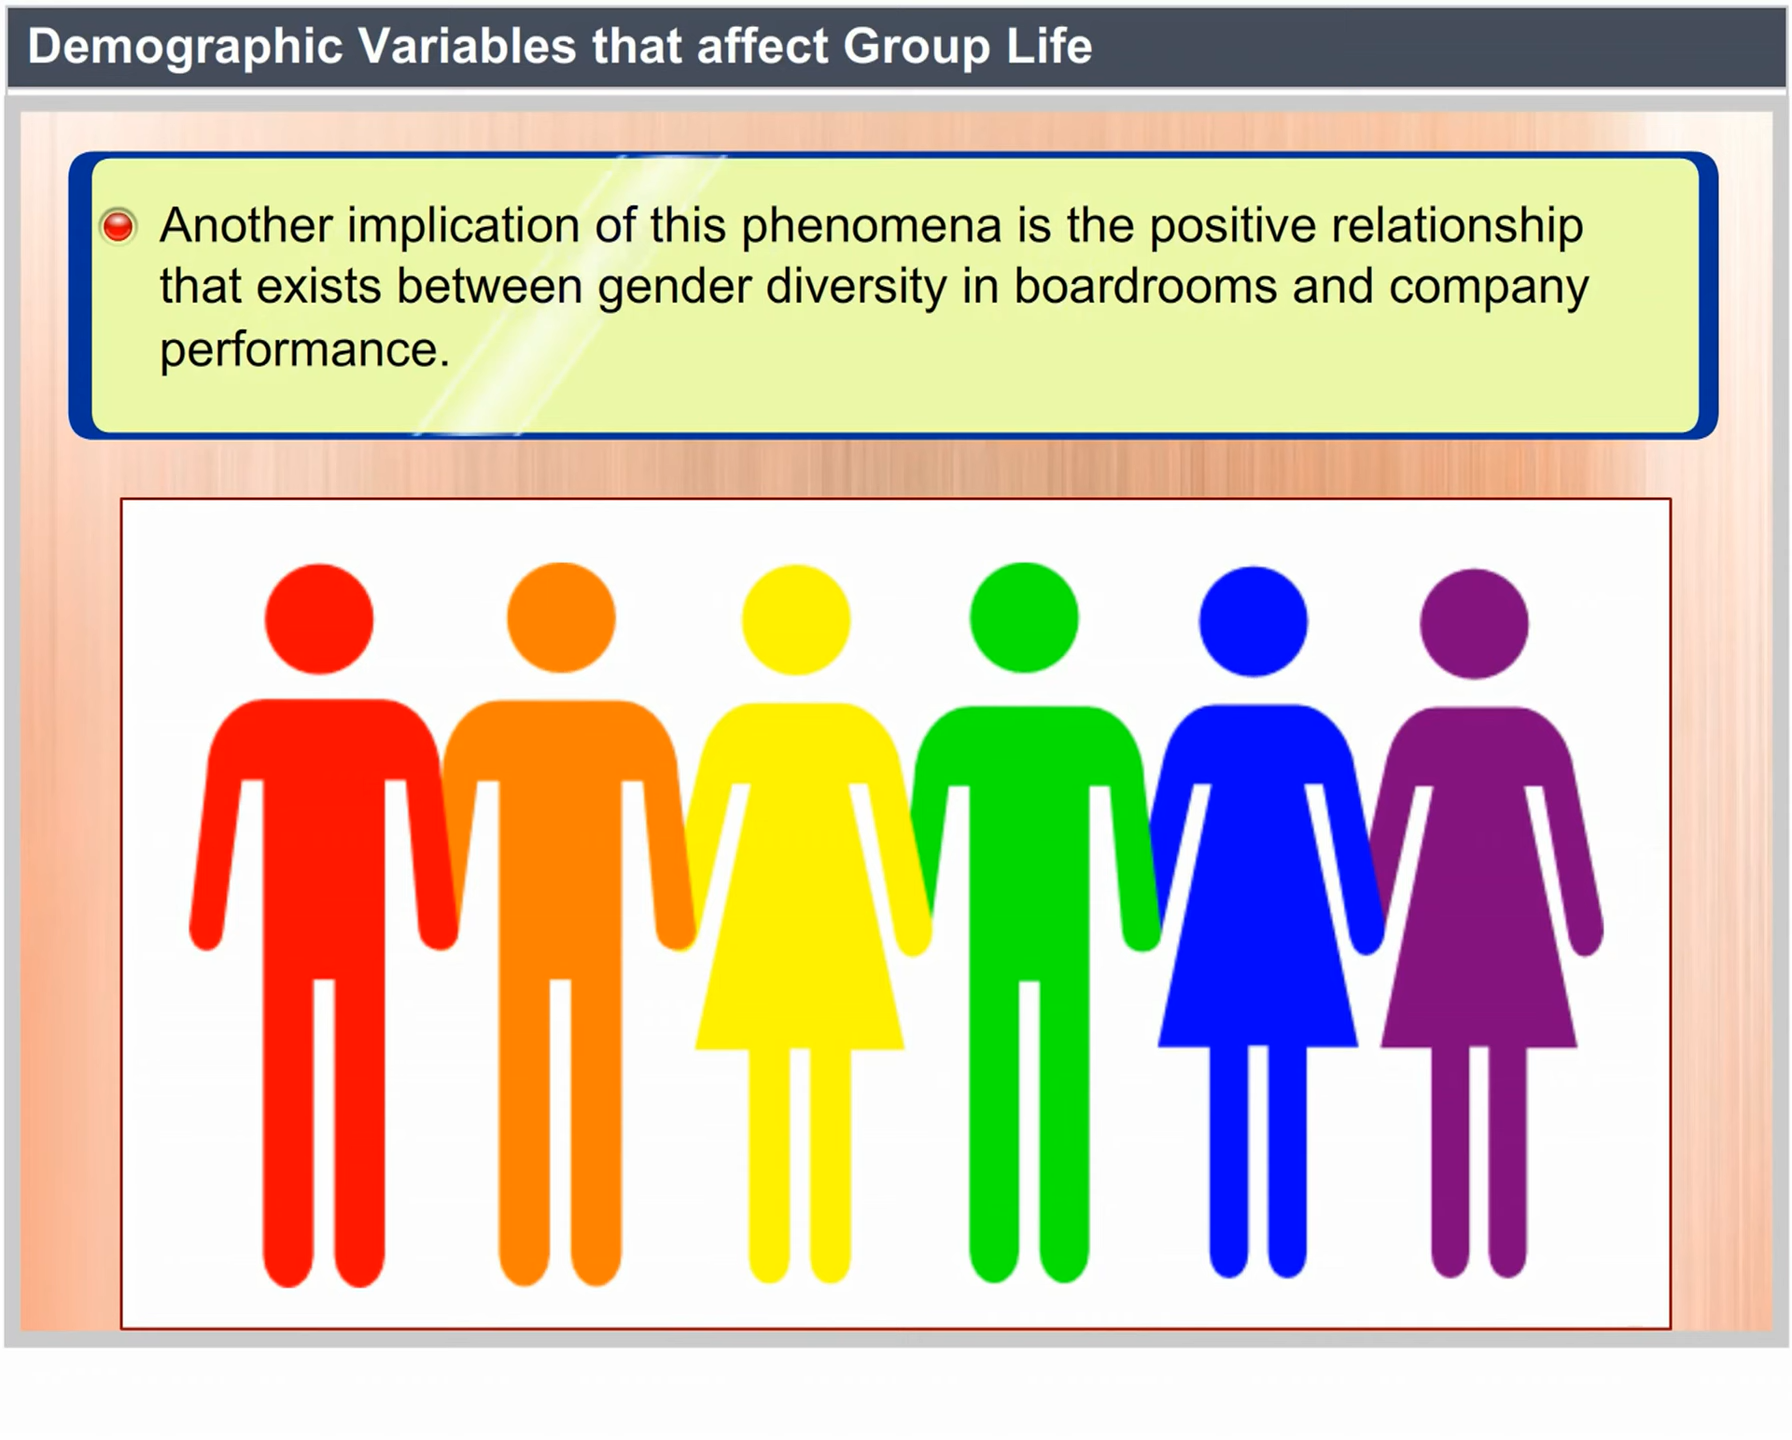 Demographic Variables that affect Group Life
Another implication of this phenomena is the positive relationship
that exists between gender diversity in boardrooms and company
performance.